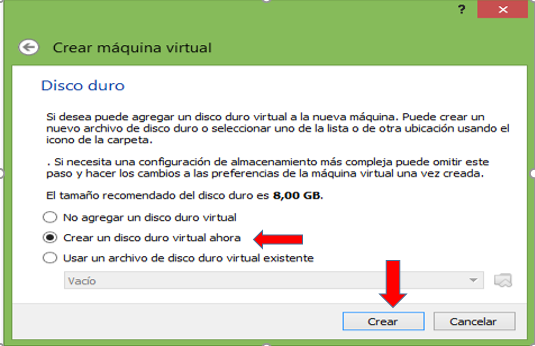 ?
Crear máquina virtual
Disco duro
Si desea puede agregar un disco duro virtual a la nueva máquina. Puede crear un
nuevo archivo de disco duro o seleccionar uno de la lista o de otra ubicación usando el
icono de la carpeta.
. Si necesita una configuración de almacenamiento más compleja puede omitir este
paso y hacer los cambios a las preferencias de la máquina virtual una vez creada.
El tamaño recomendado del disco duro es 8,00 GB.
No agregar un disco duro virtual
Crear un disco duro virtual ahora
Usar un archivo de disco duro virtual existente
Vacío
Crear Cancelar